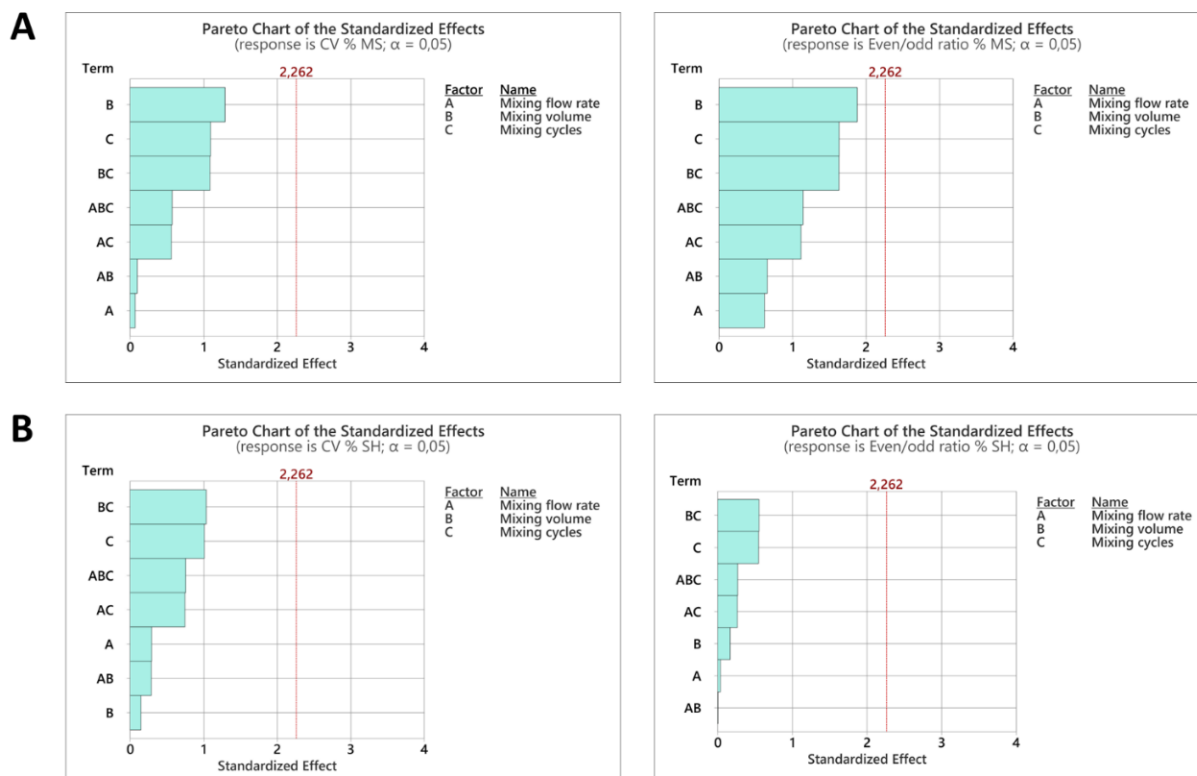 A
Pareto Chart of the Standardized Effects
(response is CV % MS; α = 0,05)
Term
2,262
B
C
BC
ABC
AC
AB
A
0 1 2 3 4
Standardized Effect
Factor Name
A Mixing flow rate
B Mixing volume
C Mixing cycles
Pareto Chart of the Standardized Effects
(response is Even/odd ratio % MS; α = 0,05)
Term
2,262
B
C
BC
ABC
AC
AB
A
0 1 2 3 4
Standardized Effect
Factor Name
A Mixing flow rate
B Mixing volume
C Mixing cycles
B
Pareto Chart of the Standardized Effects
(response is CV % SH; α = 0,05)
Term
2,262
BC
C
ABC
AC
A
AB
B
0 1 2 3 4
Standardized Effect
Factor Name
A Mixing flow rate
B Mixing volume
C Mixing cycles
Pareto Chart of the Standardized Effects
(response is Even/odd ratio % SH; α = 0,05)
Term
2,262
BC
C
ABC
AC
B
A
AB
0 1 2 3 4
Standardized Effect
Factor Name
A Mixing flow rate
B Mixing volume
C Mixing cycles